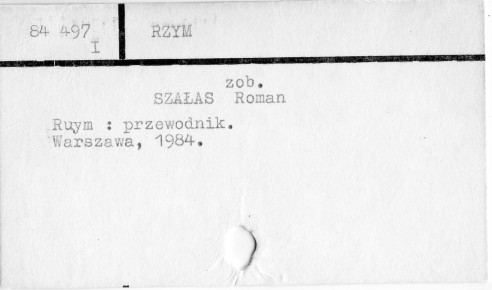 84 497 RZYM
I
zob.
SZAŁAS Roman
Ruym : przewodnik.
Warszawa, 1984.